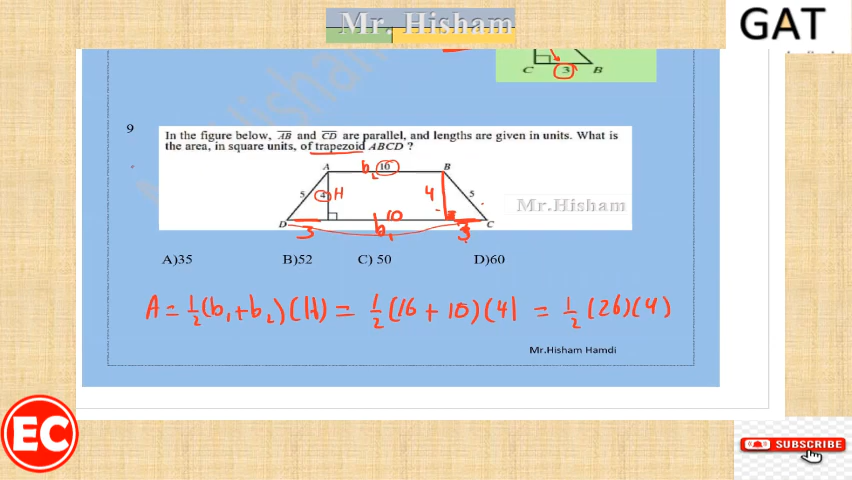 Mr. Hisham
GAT
C 3 B
9
In the figure below, AB and CD are parallel, and lengths are given in units. What is
the area, in square units, of trapezoid ABCD ?
A b₂ 10 B
5 4 H 4 5
Mr.Hisham
D 10 C
3 b₁ 3
A)35 B)52 C) 50 D)60
A = 1/2 (b₁ + b₂) (H) = 1/2 (16 + 10) (4) = 1/2 (26) (4)
Mr.Hisham Hamdi
EC
SUBSCRIBE